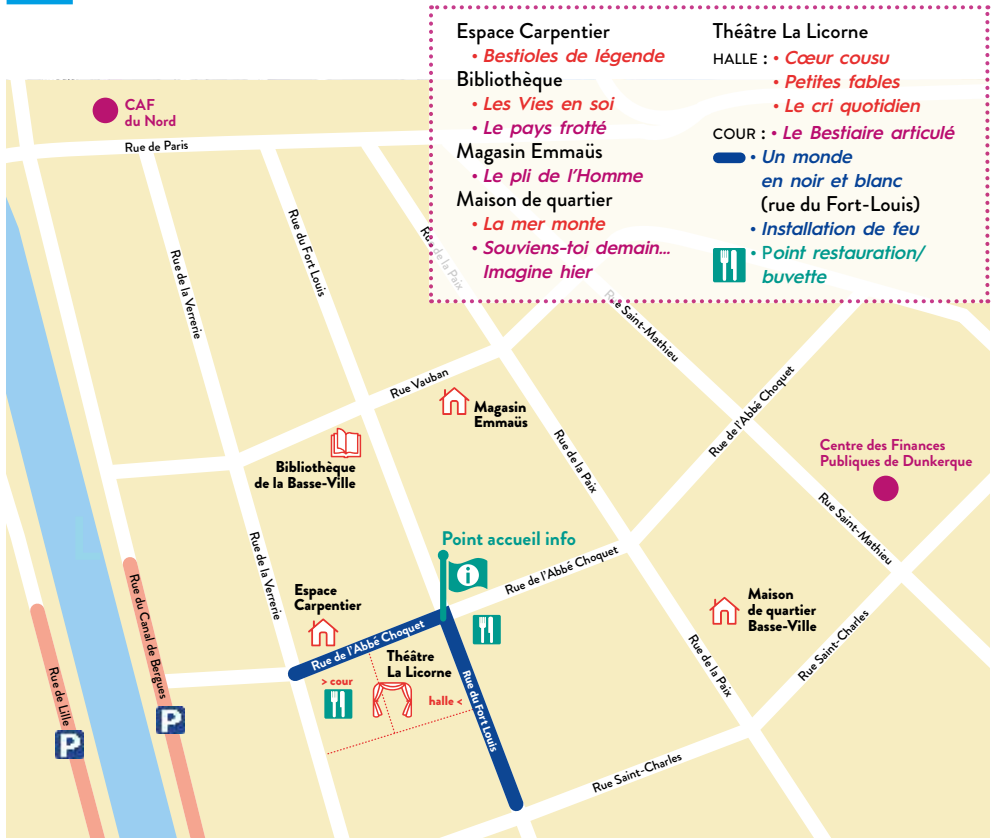 Espace Carpentier
• Bestioles de légende
Bibliothèque
• Les Vies en soi
• Le pays frotté
Magasin Emmaüs
• Le pli de l'Homme
Maison de quartier
• La mer monte
• Souviens-toi demain...
Imagine hier
Théâtre La Licorne
HALLE : • Cœur cousu
• Petites fables
• Le cri quotidien
COUR : • Le Bestiaire articulé
• Un monde
en noir et blanc
(rue du Fort-Louis)
• Installation de feu
• Point restauration/
buvette
CAF
du Nord
Rue de Paris
Rue de la Verrerie
Rue du Fort Louis
Rue de la Paix
Rue Saint-Mathieu
Rue Vauban
Magasin
Emmaüs
Rue de l'Abbé Choquet
Bibliothèque
de la Basse-Ville
Rue de la Paix
Centre des Finances
Publiques de Dunkerque
Rue Saint-Mathieu
Point accueil info
Rue de la Verrerie
Rue du Canal de Bergues
Rue de l'Abbé Choquet
Espace
Carpentier
Maison
de quartier
Basse-Ville
Rue de l'Abbé Choquet
Théâtre
La Licorne
Rue Saint-Charles
Rue de la Paix
Rue de Lille
> cour
halle <
Rue du Fort Louis
P
P
Rue Saint-Charles